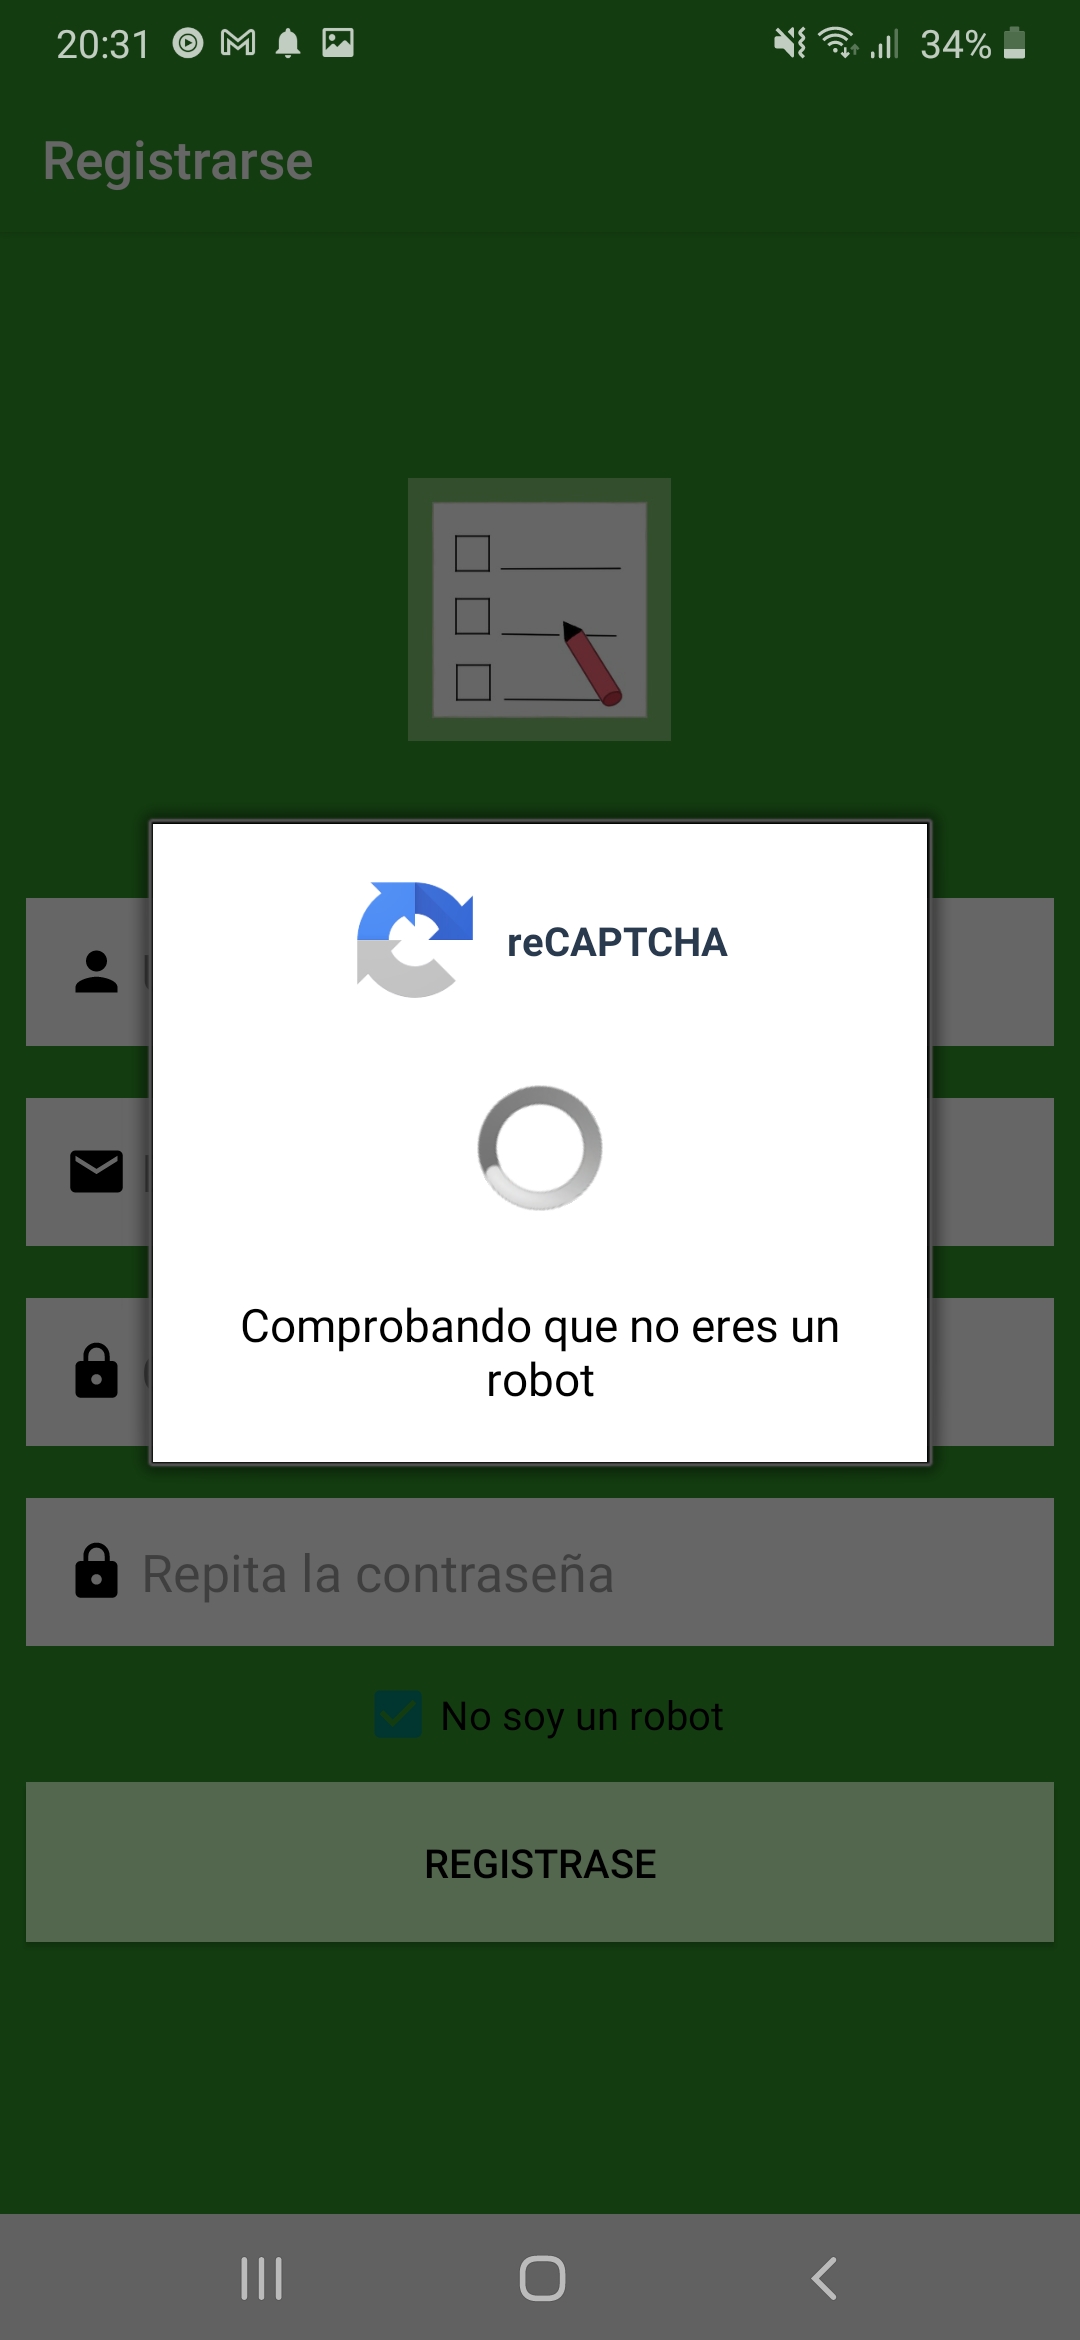 20:31
34%
Registrarse
reCAPTCHA
Comprobando que no eres un
robot
Repita la contraseña
No soy un robot
REGISTRASE